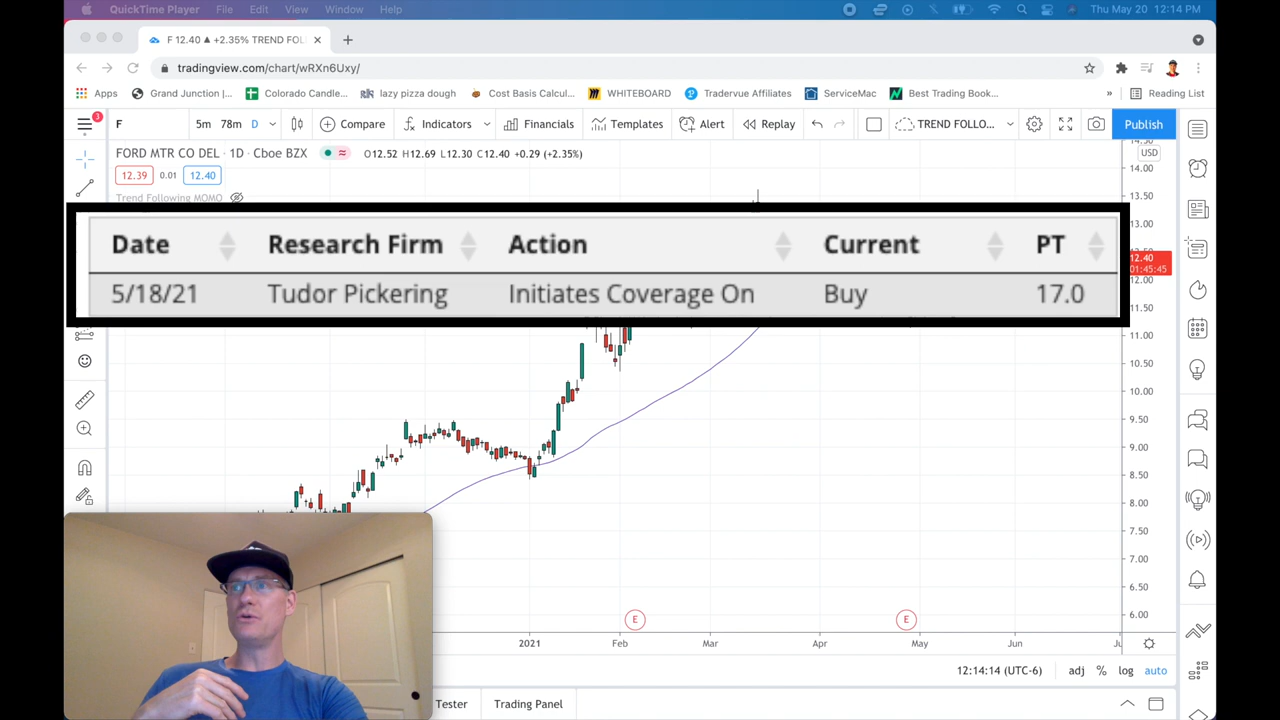 QuickTime Player File Edit View Window Help Thu May 20 12:14 PM
F 12.40 ▲ +2.35% TREND FOL
tradingview.com/chart/wRXn6Uxy/
Apps Grand Junction |... Colorado Candle... lazy pizza dough Cost Basis Calcul... WHITEBOARD Tradervue Affiliates ServiceMac Best Trading Book... » Reading List
3 F 5m 78m D Compare Indicators Financials Templates Alert Replay TREND FOLLO... Publish
FORD MTR CO DEL · 1D · Cboe BZX O12.52 H12.69 L12.30 C12.40 +0.29 (+2.35%) USD
14.50
14.00
12.39 0.01 12.40
Trend Following MOMO
13.50
13.00
Date Research Firm Action Current PT
5/18/21 Tudor Pickering Initiates Coverage On Buy 17.0
12.40
01:45:45
12.00
11.50
11.00
10.50
10.00
9.50
9.00
8.50
8.00
7.50
7.00
6.50
6.00
E E
2021 Feb Mar Apr May Jun Ju
12:14:14 (UTC-6) adj % log auto
Tester Trading Panel